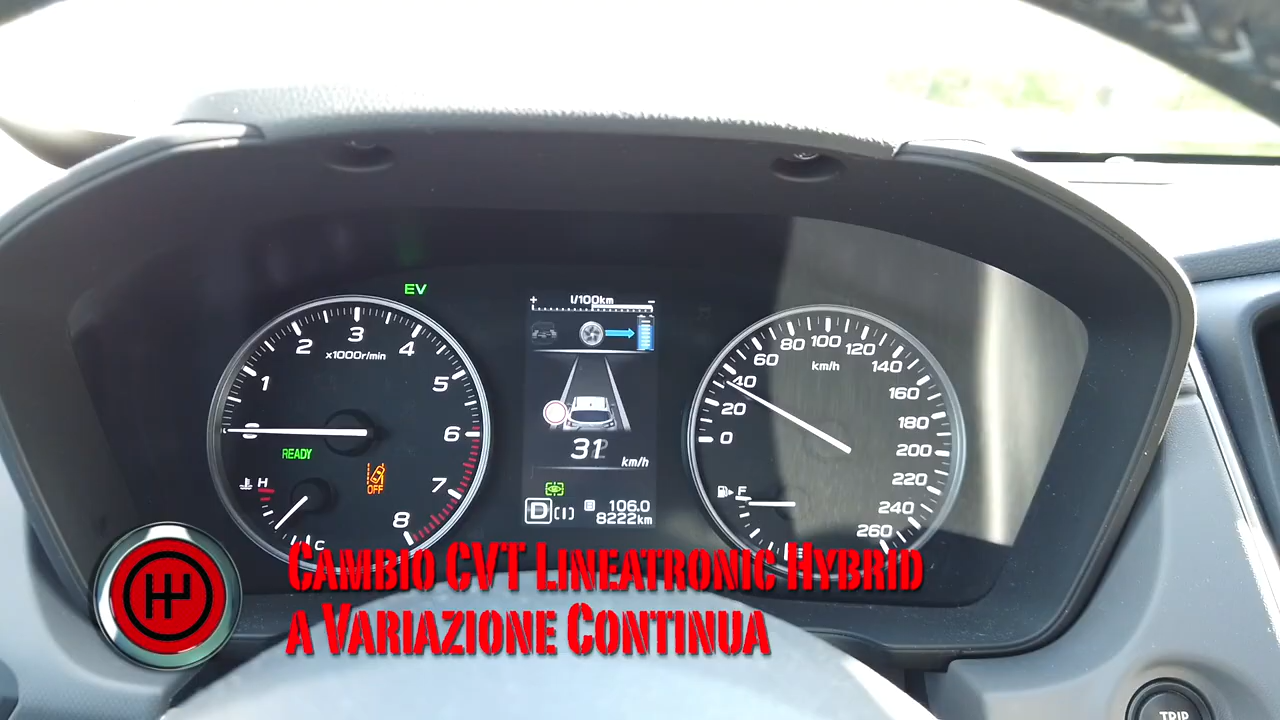 EV
+ l/100km −
x1000r/min
1
2
3
4
5
6
7
8
READY
OFF
H
C
km/h
D
B 106.0
8222km
km/h
0
20
40
60
80
100
120
140
160
180
200
220
240
260
F
E
CAMBIO CVT LINEATRONIC HYBRID
A VARIAZIONE CONTINUA
TRIP